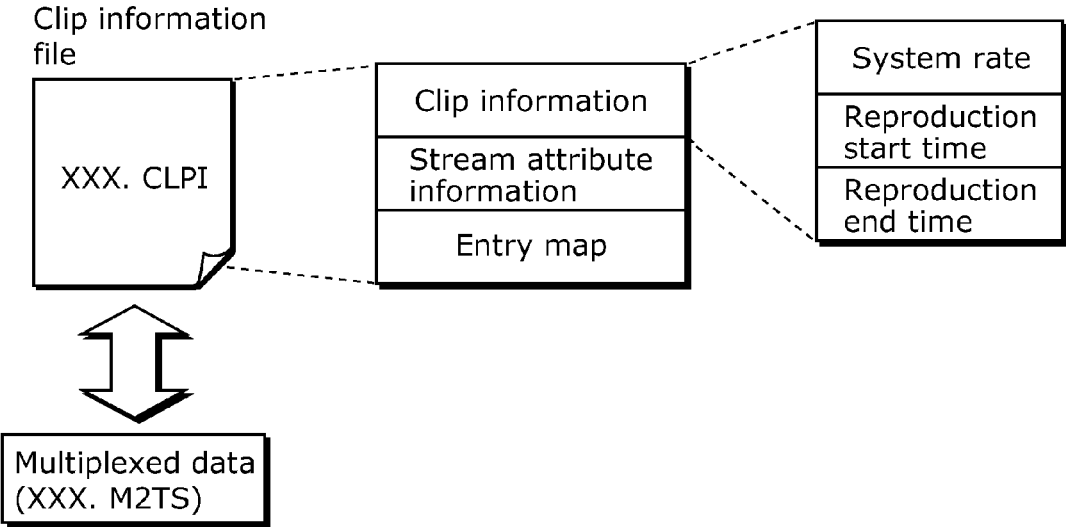 Clip information
file
XXX. CLPI
Clip information
Stream attribute
information
Entry map
System rate
Reproduction
start time
Reproduction
end time
Multiplexed data
(XXX. M2TS)